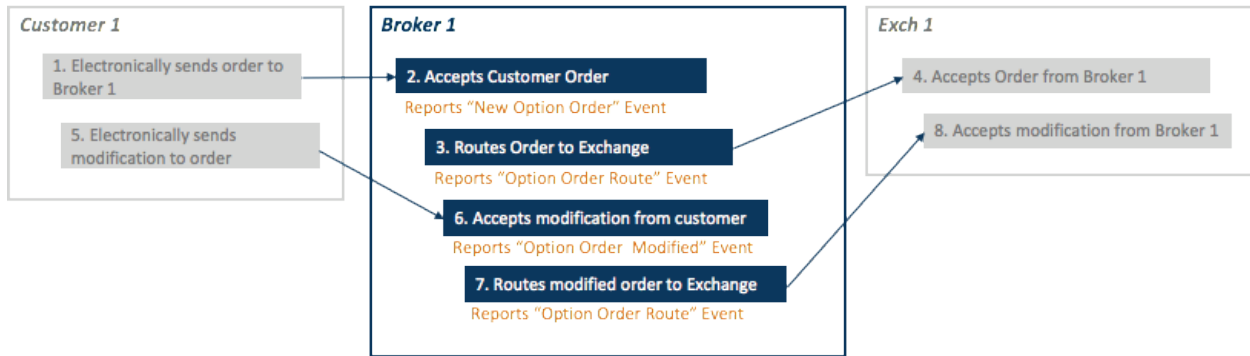 Customer 1
1. Electronically sends order to
Broker 1
5. Electronically sends
modification to order
Broker 1
2. Accepts Customer Order
Reports “New Option Order” Event
3. Routes Order to Exchange
Reports “Option Order Route” Event
6. Accepts modification from customer
Reports “Option Order Modified” Event
7. Routes modified order to Exchange
Reports “Option Order Route” Event
Exch 1
4. Accepts Order from Broker 1
8. Accepts modification from Broker 1